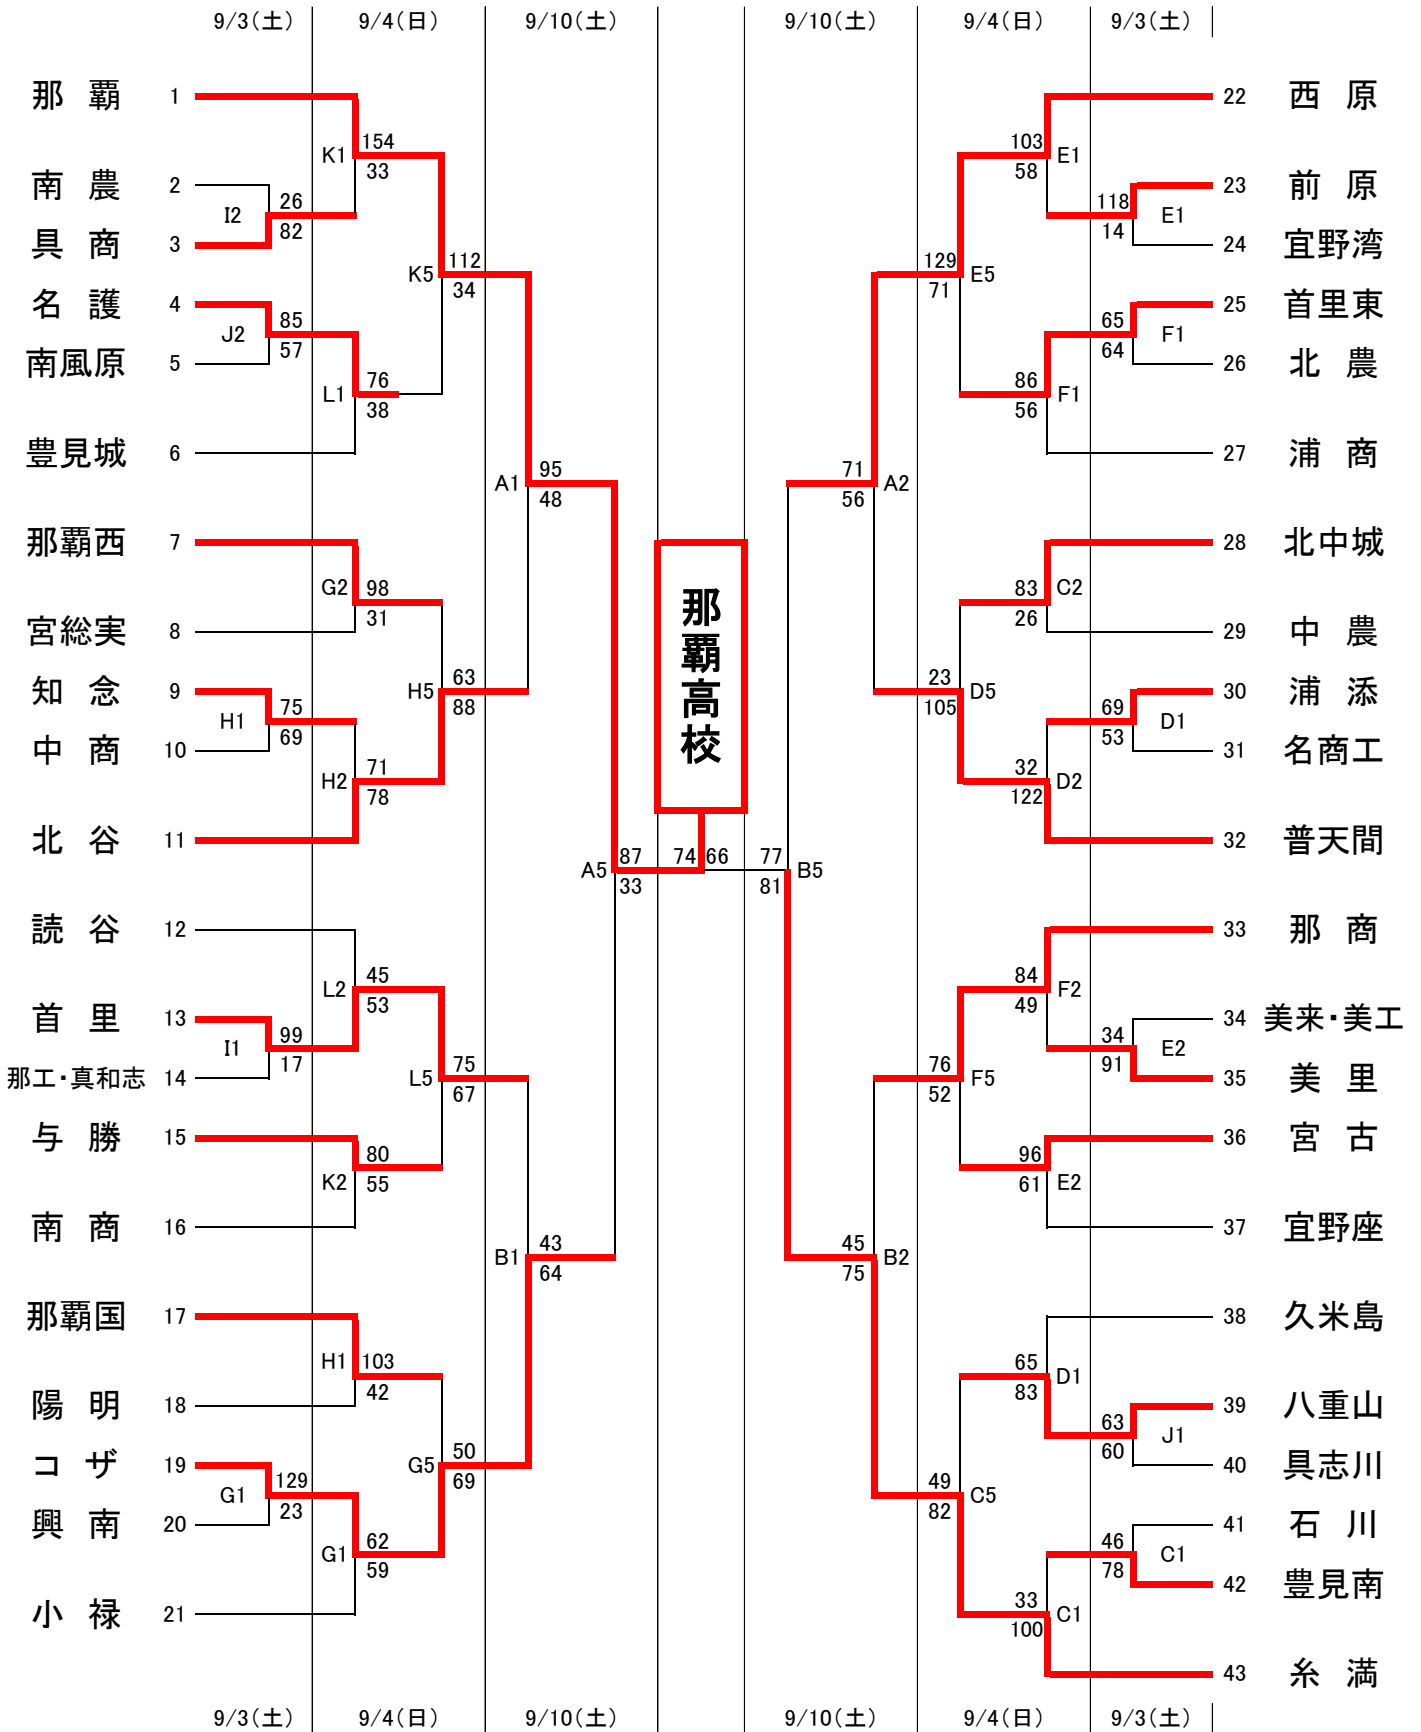 9/3(土) 9/4(日) 9/10(土) 9/10(土) 9/4(日) 9/3(土)
那 覇 1
K1 154 33
南 農 2
I2 26 82
具 商 3
K5 112 34
名 護 4
J2 85 57
南風原 5
L1 76 38
豊見城 6
A1 95 48
那覇西 7
G2 98 31
宮総実 8
知 念 9
H5 63 88
H1 75 69
中 商 10
H2 71 78
北 谷 11
A5 87 33
読 谷 12
L2 45 53
首 里 13
I1 99 17
那工・真和志 14
L5 75 67
与 勝 15
K2 80 55
南 商 16
B1 43 64
那覇国 17
H1 103 42
陽 明 18
コ ザ 19
G5 50 69
G1 129 23
興 南 20
G1 62 59
小 禄 21
那覇高校
74 66
22 西 原
103 58 E1
23 前 原
118 14 E1
24 宜野湾
129 71 E5
25 首里東
65 64 F1
26 北 農
86 56 F1
27 浦 商
71 56 A2
28 北中城
83 26 C2
29 中 農
30 浦 添
23 105 D5
69 53 D1
31 名商工
32 122 D2
32 普天間
77 81 B5
33 那 商
84 49 F2
34 美来・美工
34 91 E2
35 美 里
76 52 F5
36 宮 古
96 61 E2
37 宜野座
45 75 B2
38 久米島
65 83 D1
39 八重山
63 60 J1
40 具志川
49 82 C5
41 石 川
46 78 C1
42 豊見南
33 100 C1
43 糸 満
9/3(土) 9/4(日) 9/10(土) 9/10(土) 9/4(日) 9/3(土)